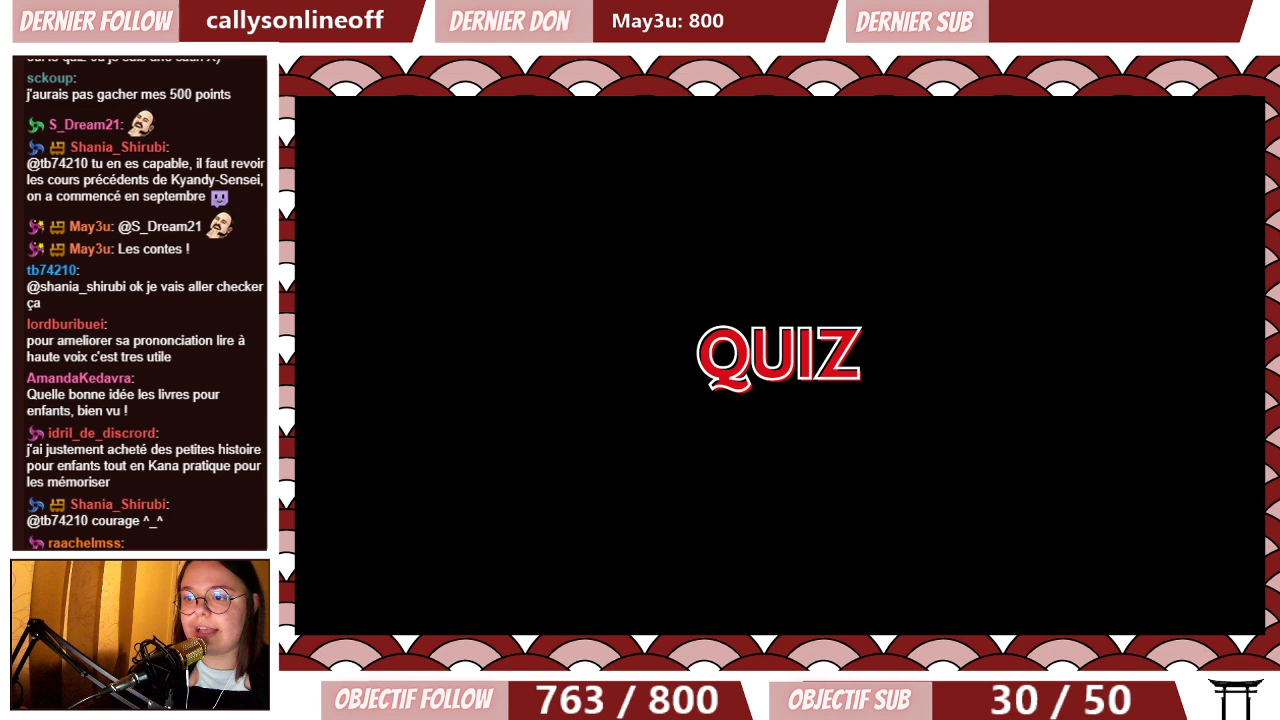 DERNIER FOLLOW
callysonlineoff
DERNIER DON
May3u: 800
DERNIER SUB
sckoup:
j'aurais pas gacher mes 500 points
S_Dream21:
Shania_Shirubi:
@tb74210 tu en es capable, il faut revoir
les cours précédents de Kyandy-Sensei,
on a commencé en septembre
May3u: @S_Dream21
May3u: Les contes !
tb74210:
@shania_shirubi ok je vais aller checker
ça
lordburibuei:
pour ameliorer sa prononciation lire à
haute voix c'est tres utile
AmandaKedavra:
Quelle bonne idée les livres pour
enfants, bien vu !
idril_de_discrord:
j'ai justement acheté des petites histoire
pour enfants tout en Kana pratique pour
les mémoriser
Shania_Shirubi:
@tb74210 courage ^_^
raachelmss:
QUIZ
OBJECTIF FOLLOW
763 / 800
OBJECTIF SUB
30 / 50